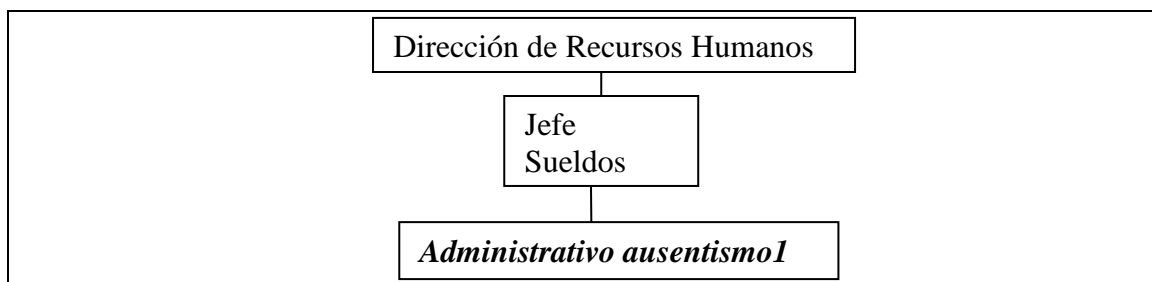 Dirección de Recursos Humanos
Jefe
Sueldos
Administrativo ausentismo1